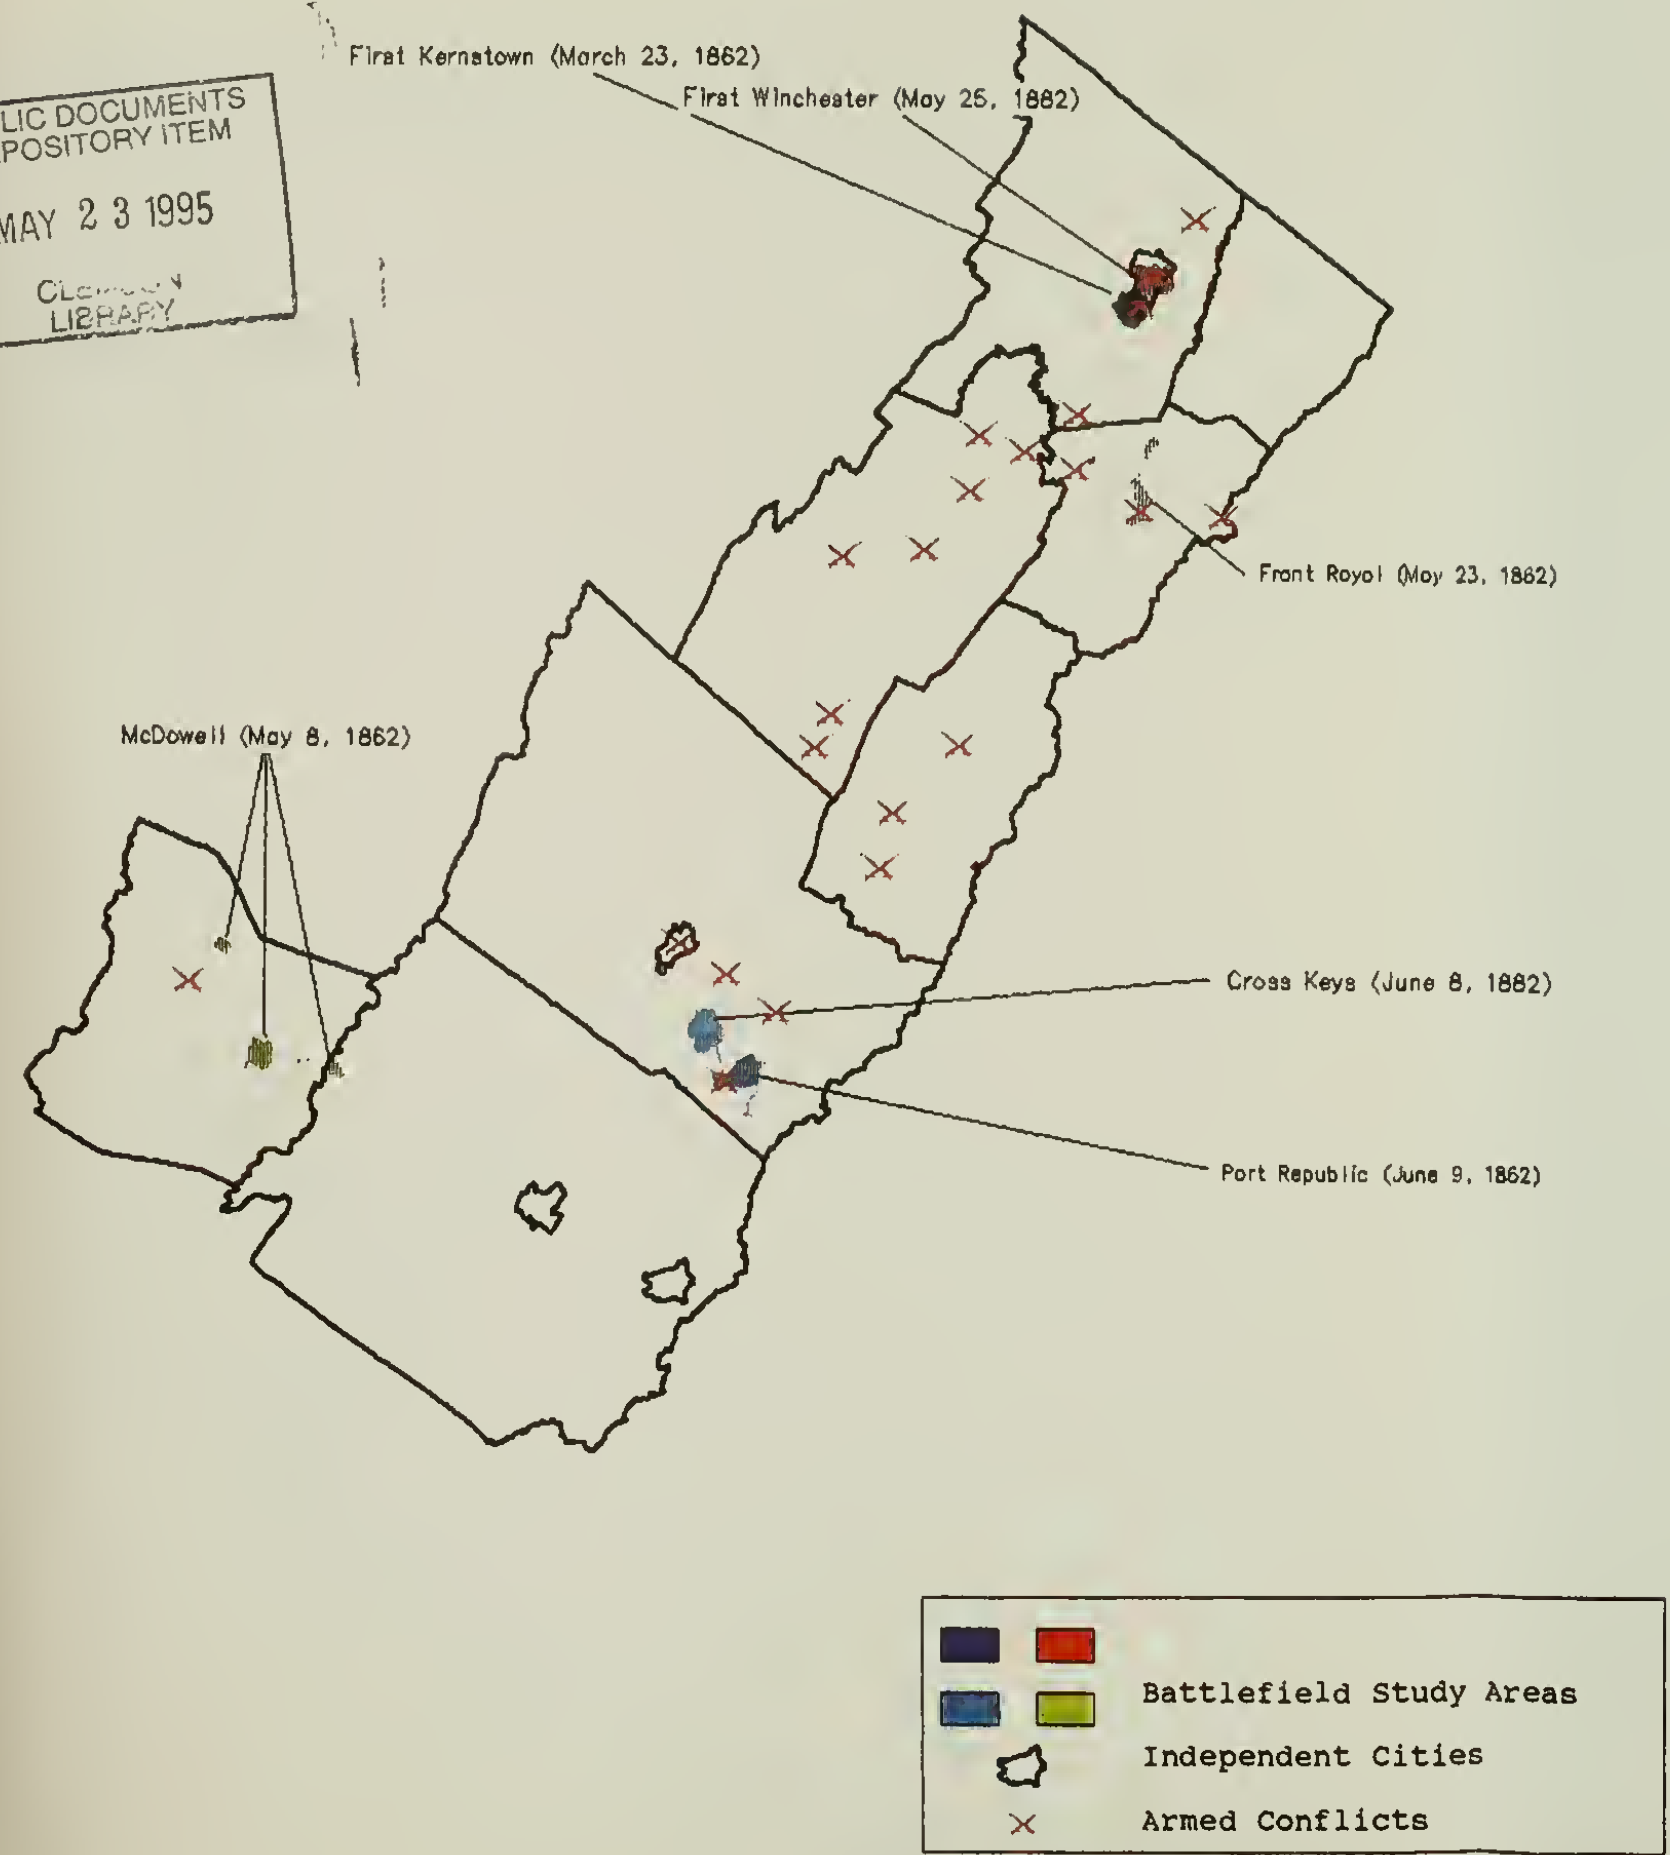 First Kernstown (March 23, 1862)
First Winchester (May 25, 1882)
LIC DOCUMENTS
POSITORY ITEM
MAY 2 3 1995
LIBRARY
Front Royal (May 23, 1862)
McDowell (May 8, 1862)
Cross Keys (June 8, 1882)
Port Republic (June 9, 1862)
Battlefield Study Areas
Independent Cities
Armed Conflicts